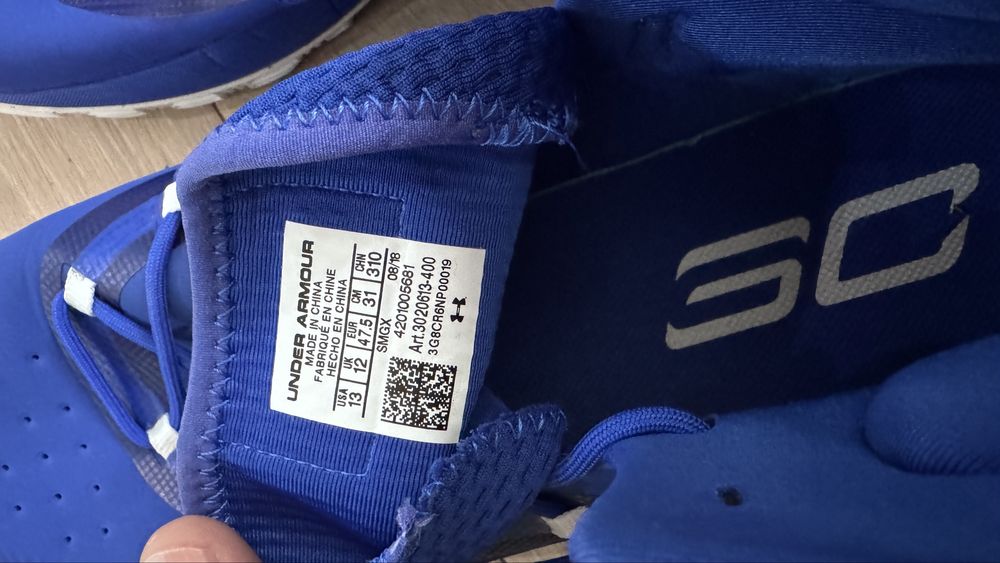 UNDER ARMOUR
MADE IN CHINA
FABRIQUÉ EN CHINE
HECHO EN CHINA
USA UK EUR CM CHN
13 12 47.5 31 310
SMGX 08/18
4201005681
Art.3020613-400
3G8CR6NP00019
SC